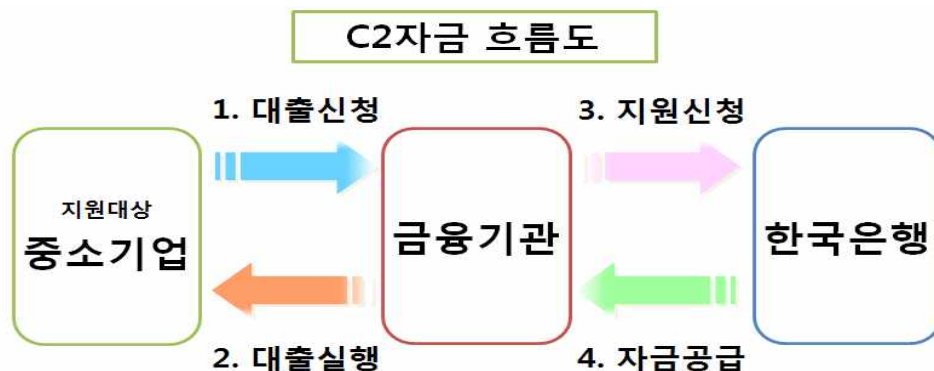 C2자금 흐름도
1. 대출신청
3. 지원신청
지원대상
중소기업
금융기관
한국은행
2. 대출실행
4. 자금공급